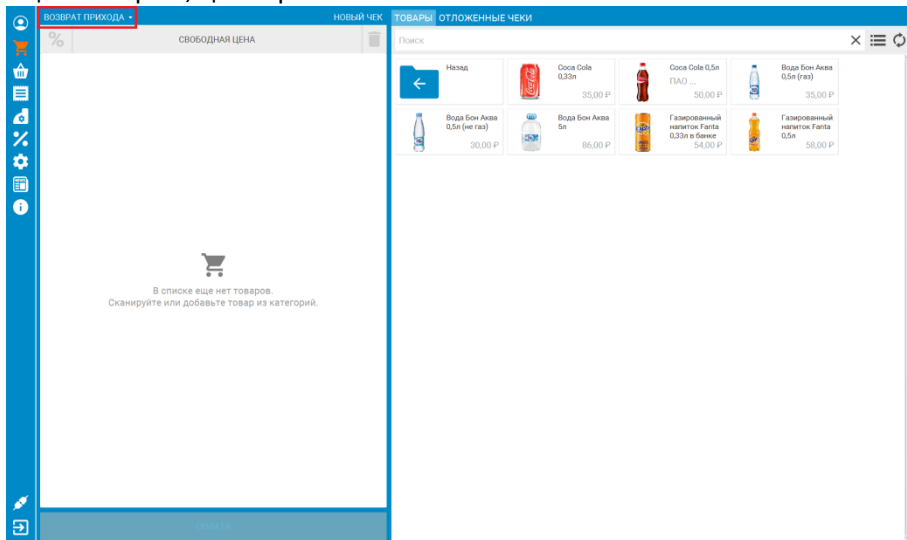 ВОЗВРАТ ПРИХОДА
НОВЫЙ ЧЕК
ТОВАРЫ
ОТЛОЖЕННЫЕ ЧЕКИ
%
СВОБОДНАЯ ЦЕНА
Поиск
Назад
Coca Cola
0,33л
35,00 ₽
Coca Cola 0,5л
ПАО ...
50,00 ₽
Вода Бон Аква
0,5л (газ)
35,00 ₽
Вода Бон Аква
0,5л (не газ)
30,00 ₽
Вода Бон Аква
5л
86,00 ₽
Газированный
напиток Fanta
0,33л в банке
54,00 ₽
Газированный
напиток Fanta
0,5л
58,00 ₽
В списке еще нет товаров.
Сканируйте или добавьте товар из категорий.